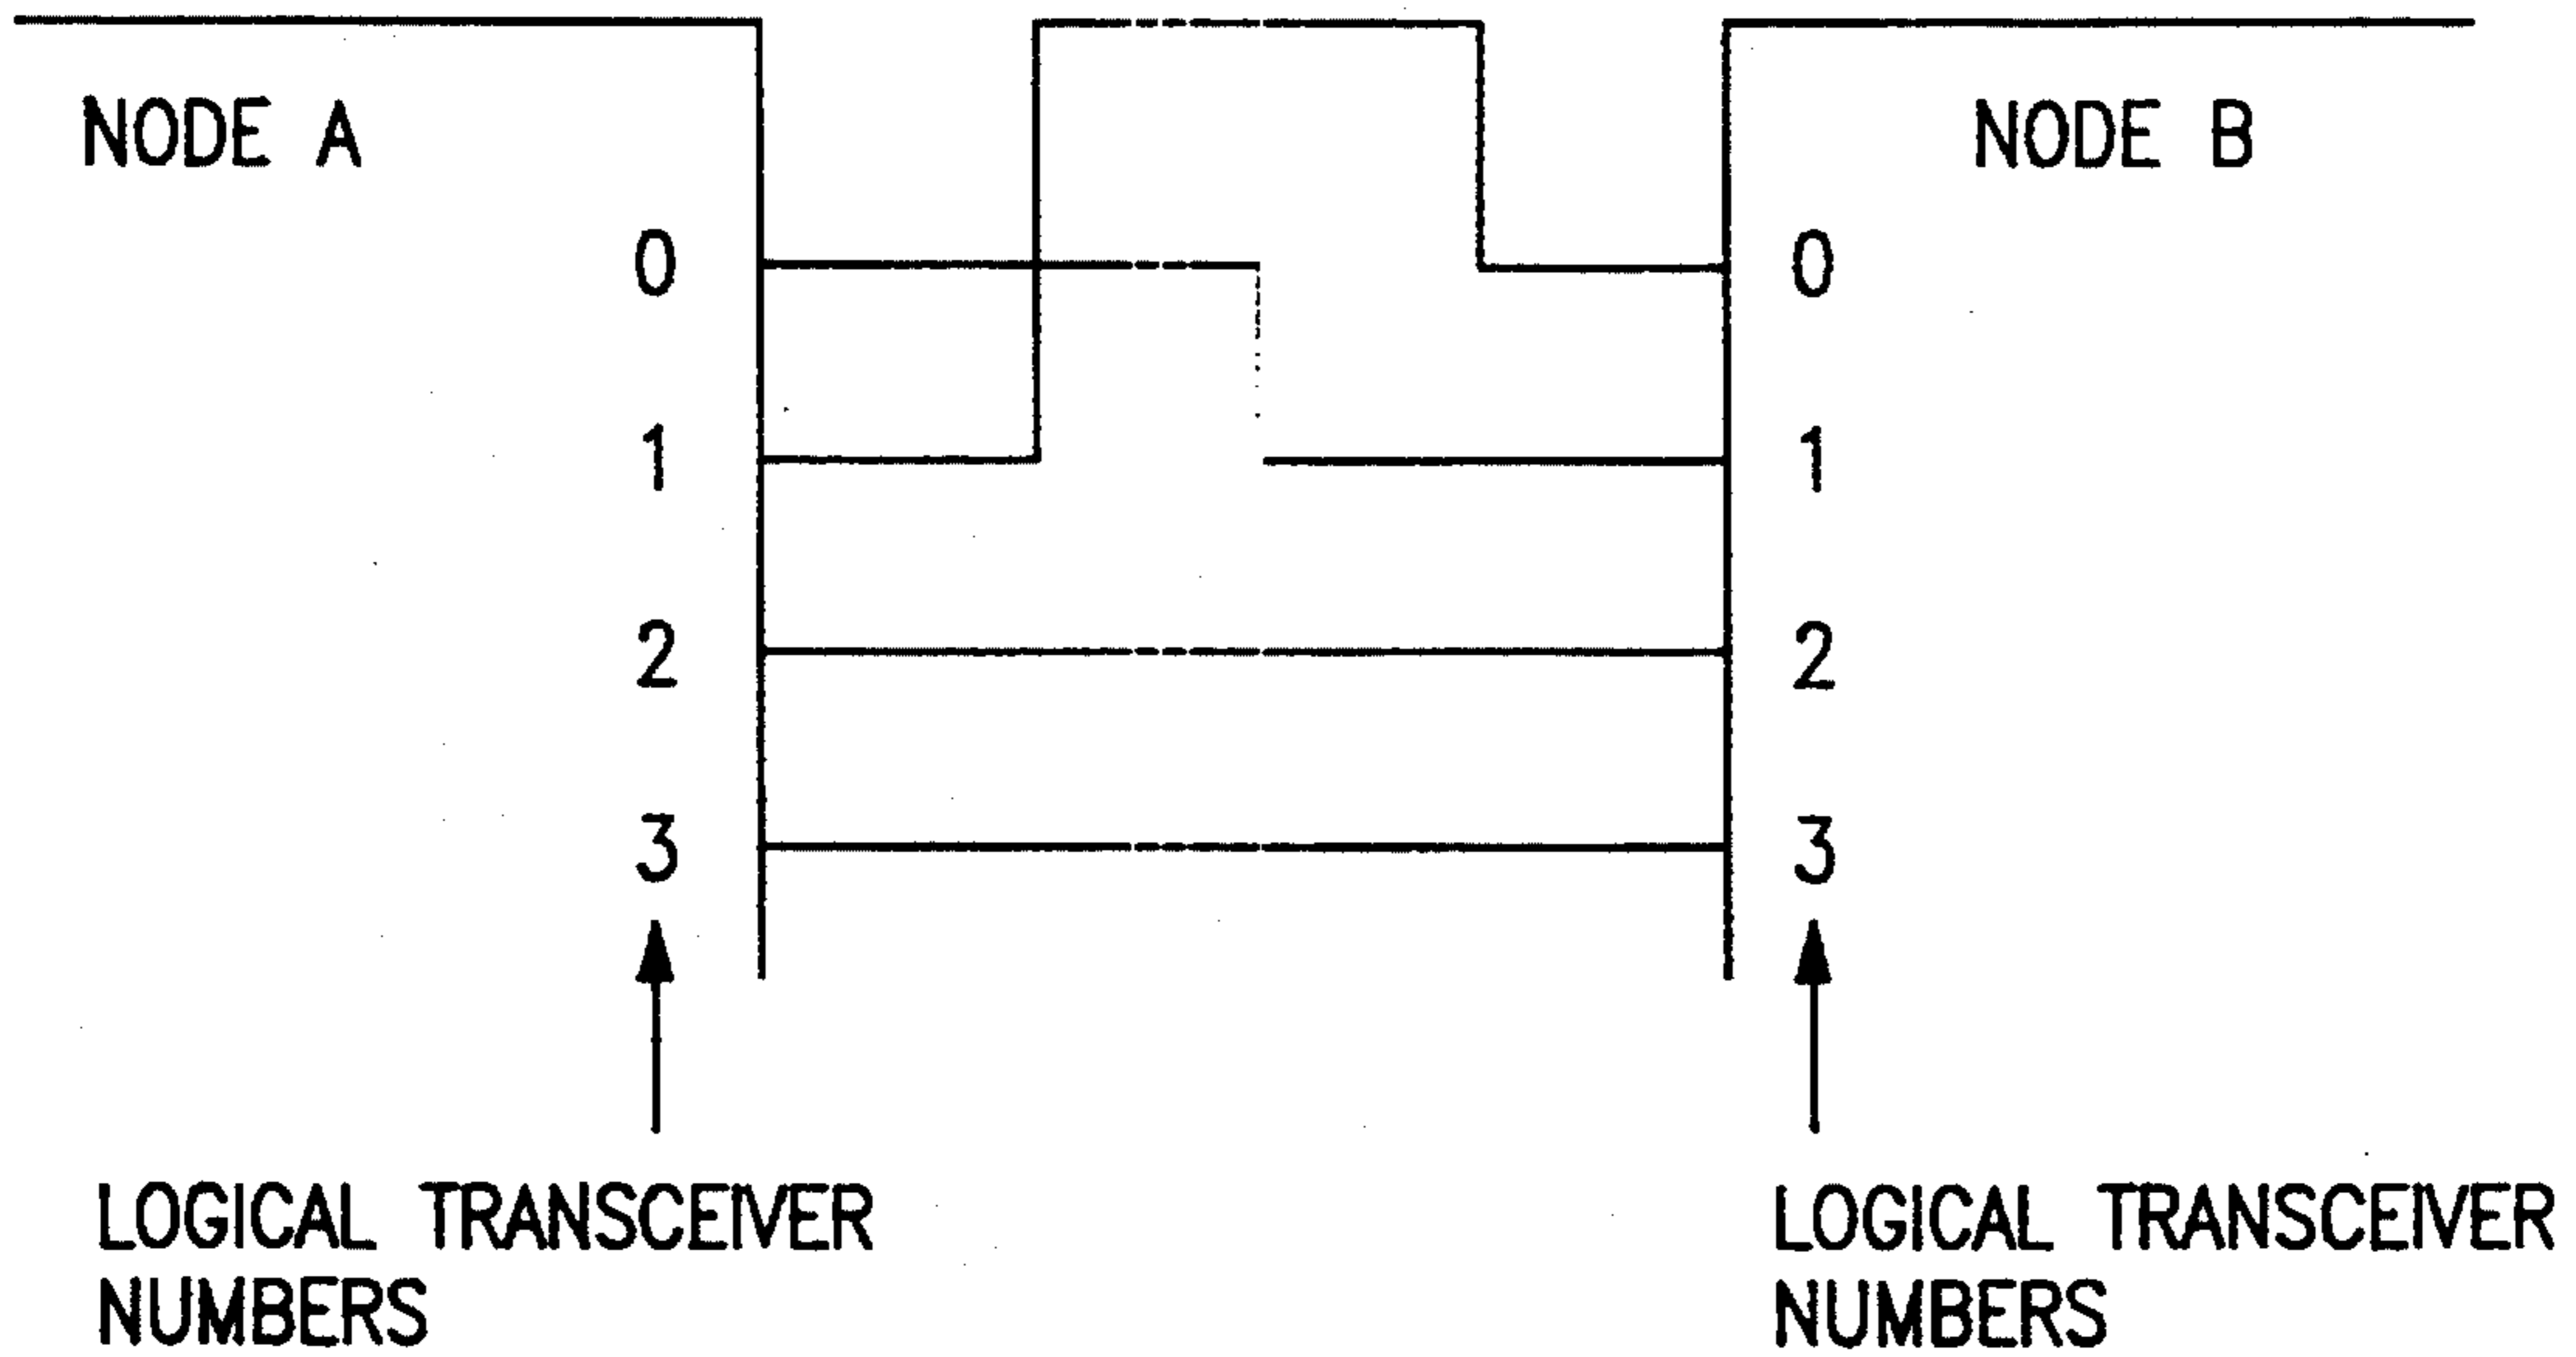 NODE A
NODE B
0
0
1
1
2
2
3
3
LOGICAL TRANSCEIVER
NUMBERS
LOGICAL TRANSCEIVER
NUMBERS